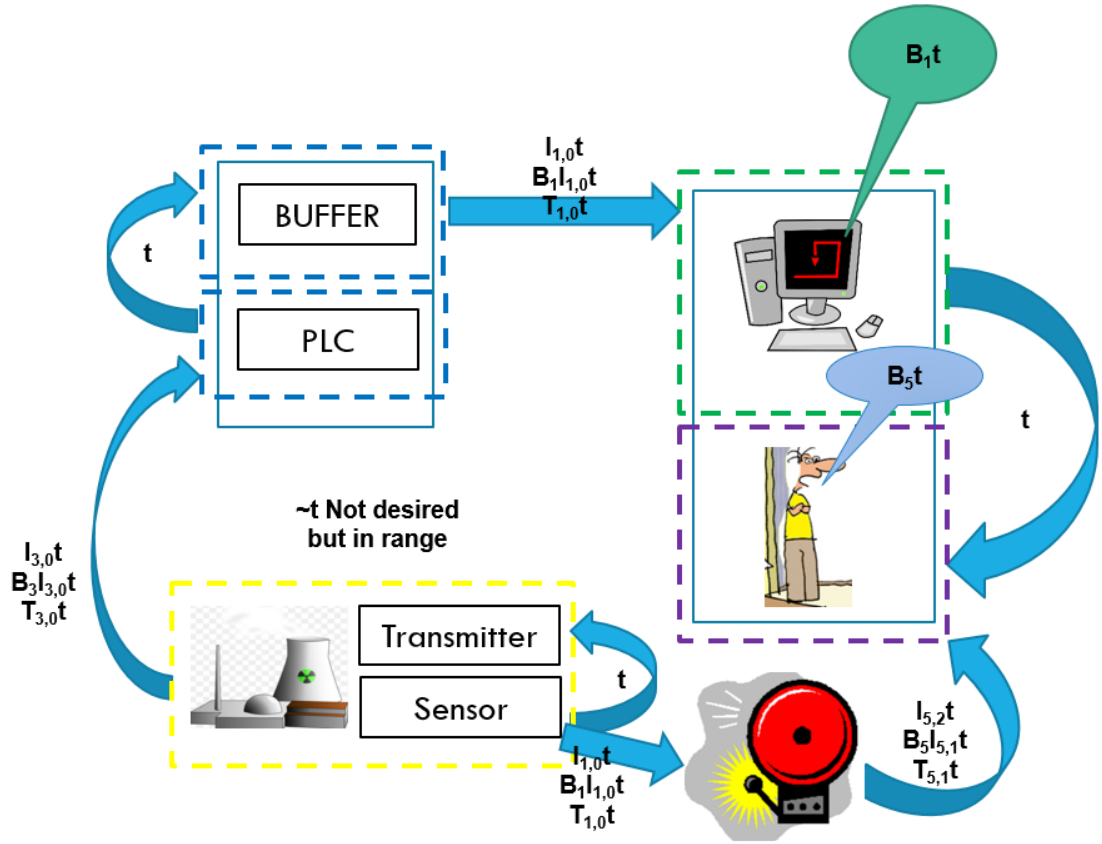 B₁t
I₁,₀t
B₁I₁,₀t
T₁,₀t
BUFFER
t
PLC
B₅t
t
~t Not desired
but in range
I₃,₀t
B₃I₃,₀t
T₃,₀t
Transmitter
t
Sensor
I₁,₀t
B₁I₁,₀t
T₁,₀t
I₅,₂t
B₅I₅,₁t
T₅,₁t